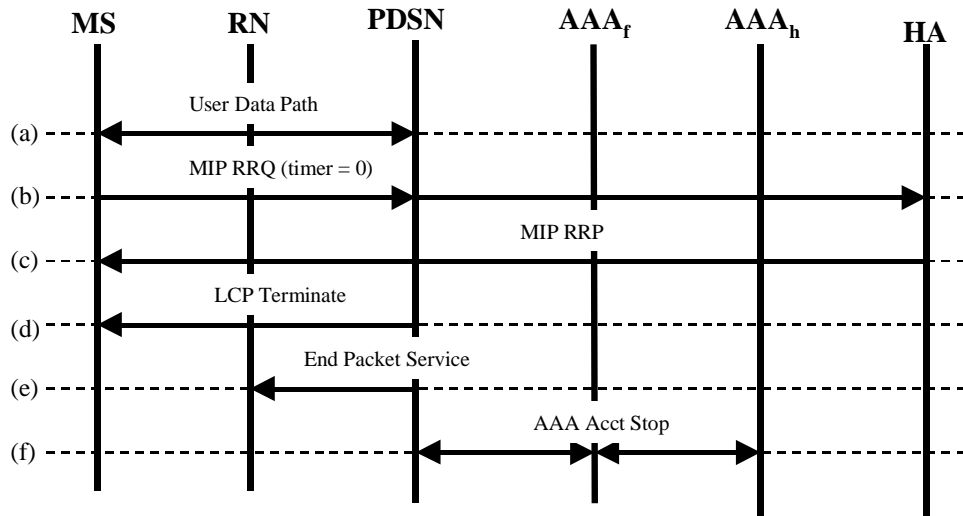 MS RN PDSN AAAf AAAh HA
User Data Path
(a)
MIP RRQ (timer = 0)
(b)
MIP RRP
(c)
LCP Terminate
(d)
End Packet Service
(e)
AAA Acct Stop
(f)